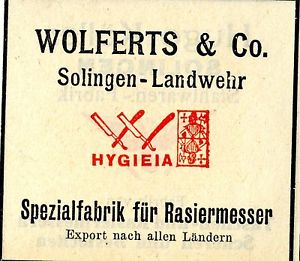 WOLFERTS & Co.
Solingen-Landwehr
HYGIEIA
Spezialfabrik für Rasiermesser
Export nach allen Ländern